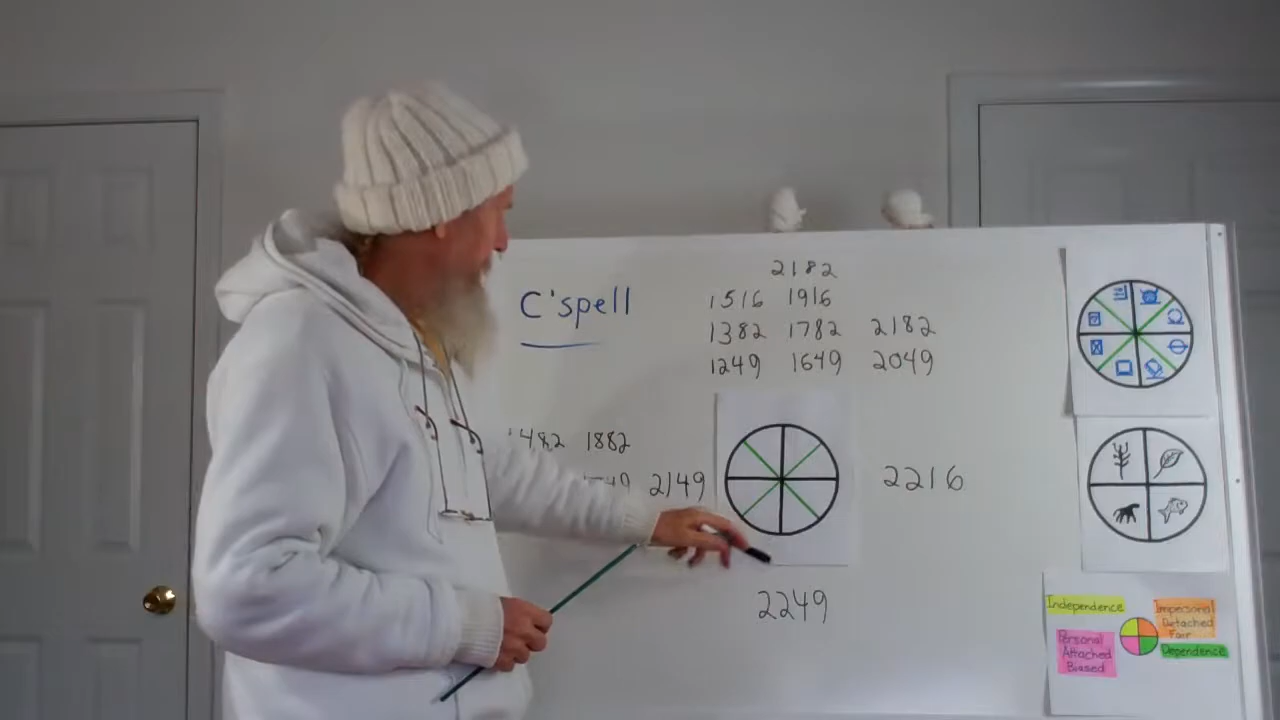 C'spell
2182
1516 1916
1382 1782 2182
1249 1649 2049
1882
2149
2216
2249
Independence
Impersonal
Detached
Fair
Personal
Attached
Biased
Dependence